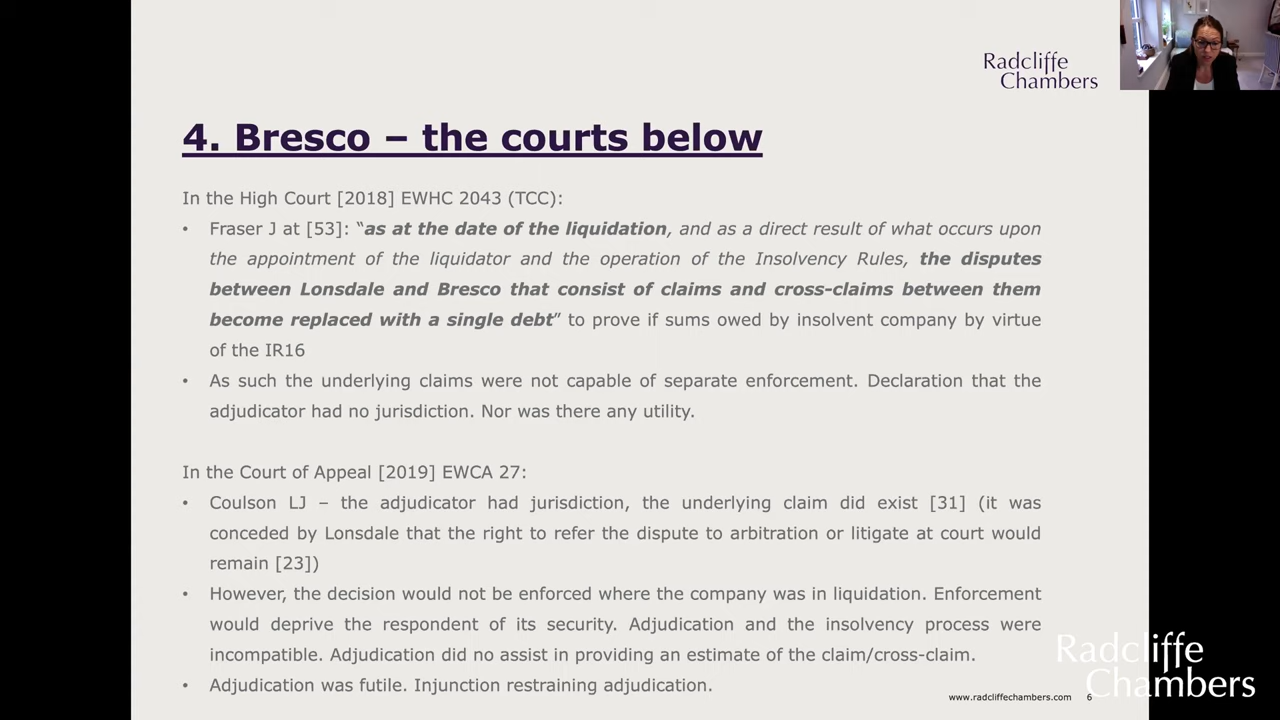 Radcliffe
Chambers
4. Bresco – the courts below
In the High Court [2018] EWHC 2043 (TCC):
• Fraser J at [53]: “as at the date of the liquidation, and as a direct result of what occurs upon
the appointment of the liquidator and the operation of the Insolvency Rules, the disputes
between Lonsdale and Bresco that consist of claims and cross-claims between them
become replaced with a single debt” to prove if sums owed by insolvent company by virtue
of the IR16
• As such the underlying claims were not capable of separate enforcement. Declaration that the
adjudicator had no jurisdiction. Nor was there any utility.
In the Court of Appeal [2019] EWCA 27:
• Coulson LJ – the adjudicator had jurisdiction, the underlying claim did exist [31] (it was
conceded by Lonsdale that the right to refer the dispute to arbitration or litigate at court would
remain [23])
• However, the decision would not be enforced where the company was in liquidation. Enforcement
would deprive the respondent of its security. Adjudication and the insolvency process were
incompatible. Adjudication did no assist in providing an estimate of the claim/cross-claim.
• Adjudication was futile. Injunction restraining adjudication.
www.radcliffechambers.com 6
Radcliffe
Chambers